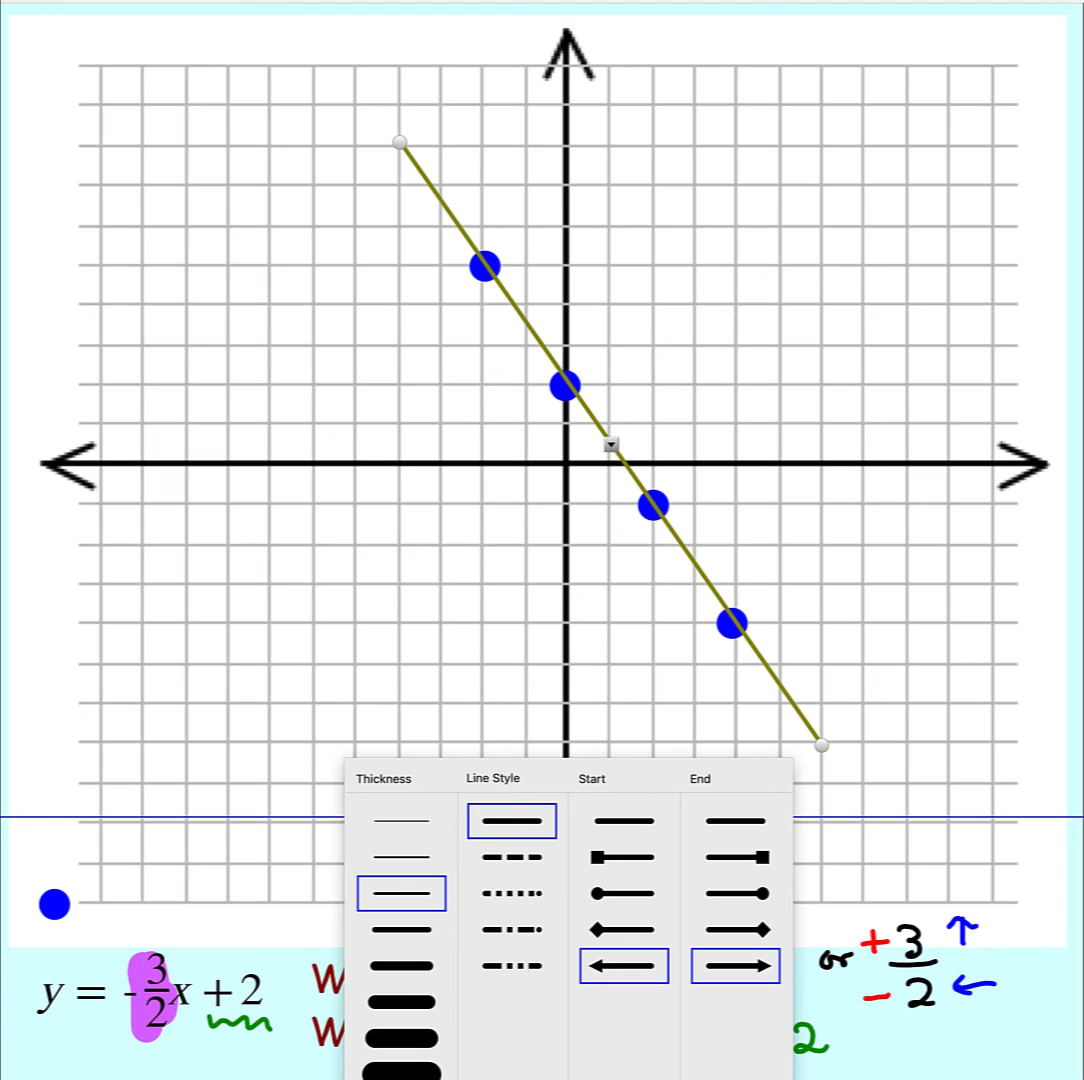 Thickness Line Style Start End
y = -3/2x + 2 W or +3/-2 ↑ ←
W 2